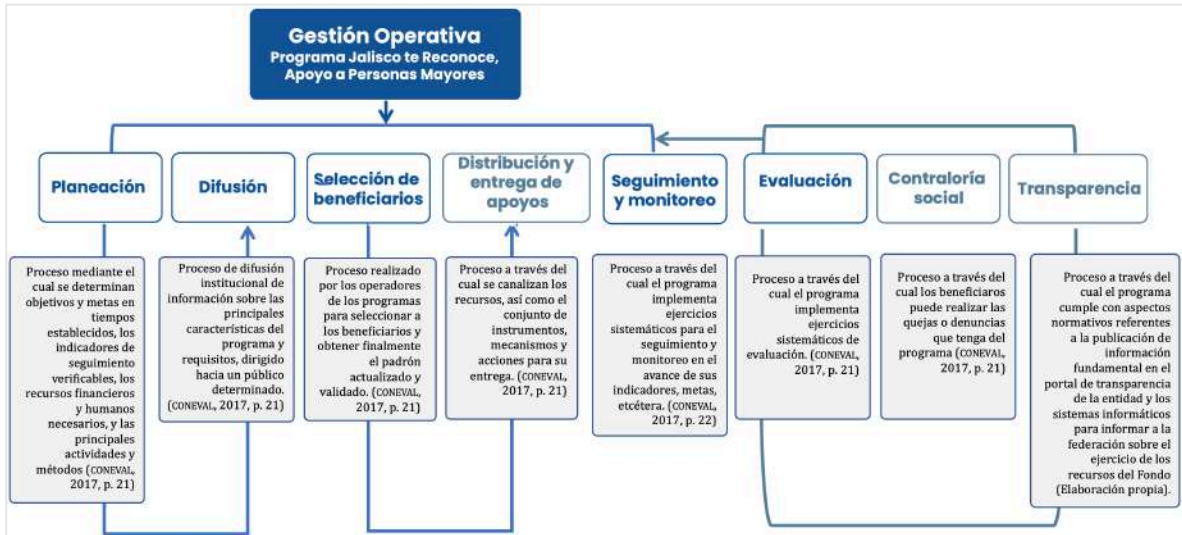 Gestión Operativa
Programa Jalisco te Reconoce,
Apoyo a Personas Mayores
Planeación
Difusión
Selección de
beneficiarios
Distribución y
entrega de
apoyos
Seguimiento
y monitoreo
Evaluación
Contraloría
social
Transparencia
Proceso mediante el
cual se determinan
objetivos y metas en
tiempos
establecidos, los
indicadores de
seguimiento
verificables, los
recursos financieros
y humanos
necesarios, y las
principales
actividades y
métodos (CONEVAL,
2017, p. 21)
Proceso de difusión
institucional de
información sobre las
principales
características del
programa y
requisitos, dirigido
hacia un público
determinado.
(CONEVAL, 2017, p. 21)
Proceso realizado
por los operadores
de los programas
para seleccionar a
los beneficiarios y
obtener finalmente
el padrón
actualizado y
validado. (CONEVAL,
2017, p. 21)
Proceso a través del
cual se canalizan los
recursos, así como el
conjunto de
instrumentos,
mecanismos y
acciones para su
entrega. (CONEVAL,
2017, p. 21)
Proceso a través del
cual el programa
implementa
ejercicios
sistemáticos para el
seguimiento y
monitoreo en el
avance de sus
indicadores, metas,
etcétera. (CONEVAL,
2017, p. 22)
Proceso a través del
cual el programa
implementa
ejercicios
sistemáticos de
evaluación. (CONEVAL,
2017, p. 21)
Proceso a través del
cual los beneficiaros
puede realizar las
quejas o denuncias
que tenga del
programa (CONEVAL,
2017, p. 21)
Proceso a través del
cual el programa
cumple con aspectos
normativos referentes
a la publicación de
información
fundamental en el
portal de transparencia
de la entidad y los
sistemas informáticos
para informar a la
federación sobre el
ejercicio de los
recursos del Fondo
(Elaboración propia).